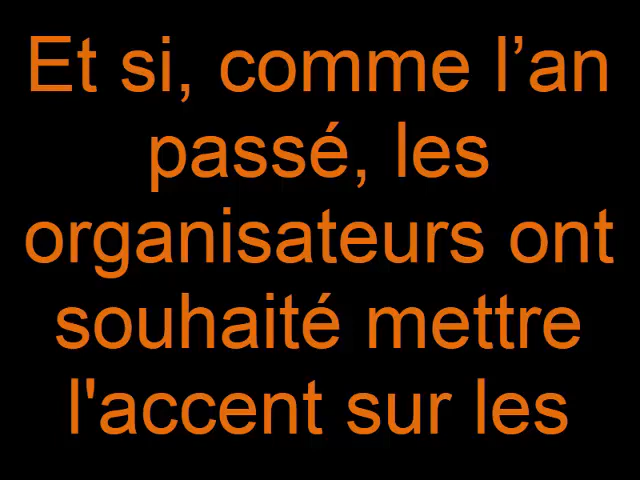 Et si, comme l’an
passé, les
organisateurs ont
souhaité mettre
l'accent sur les